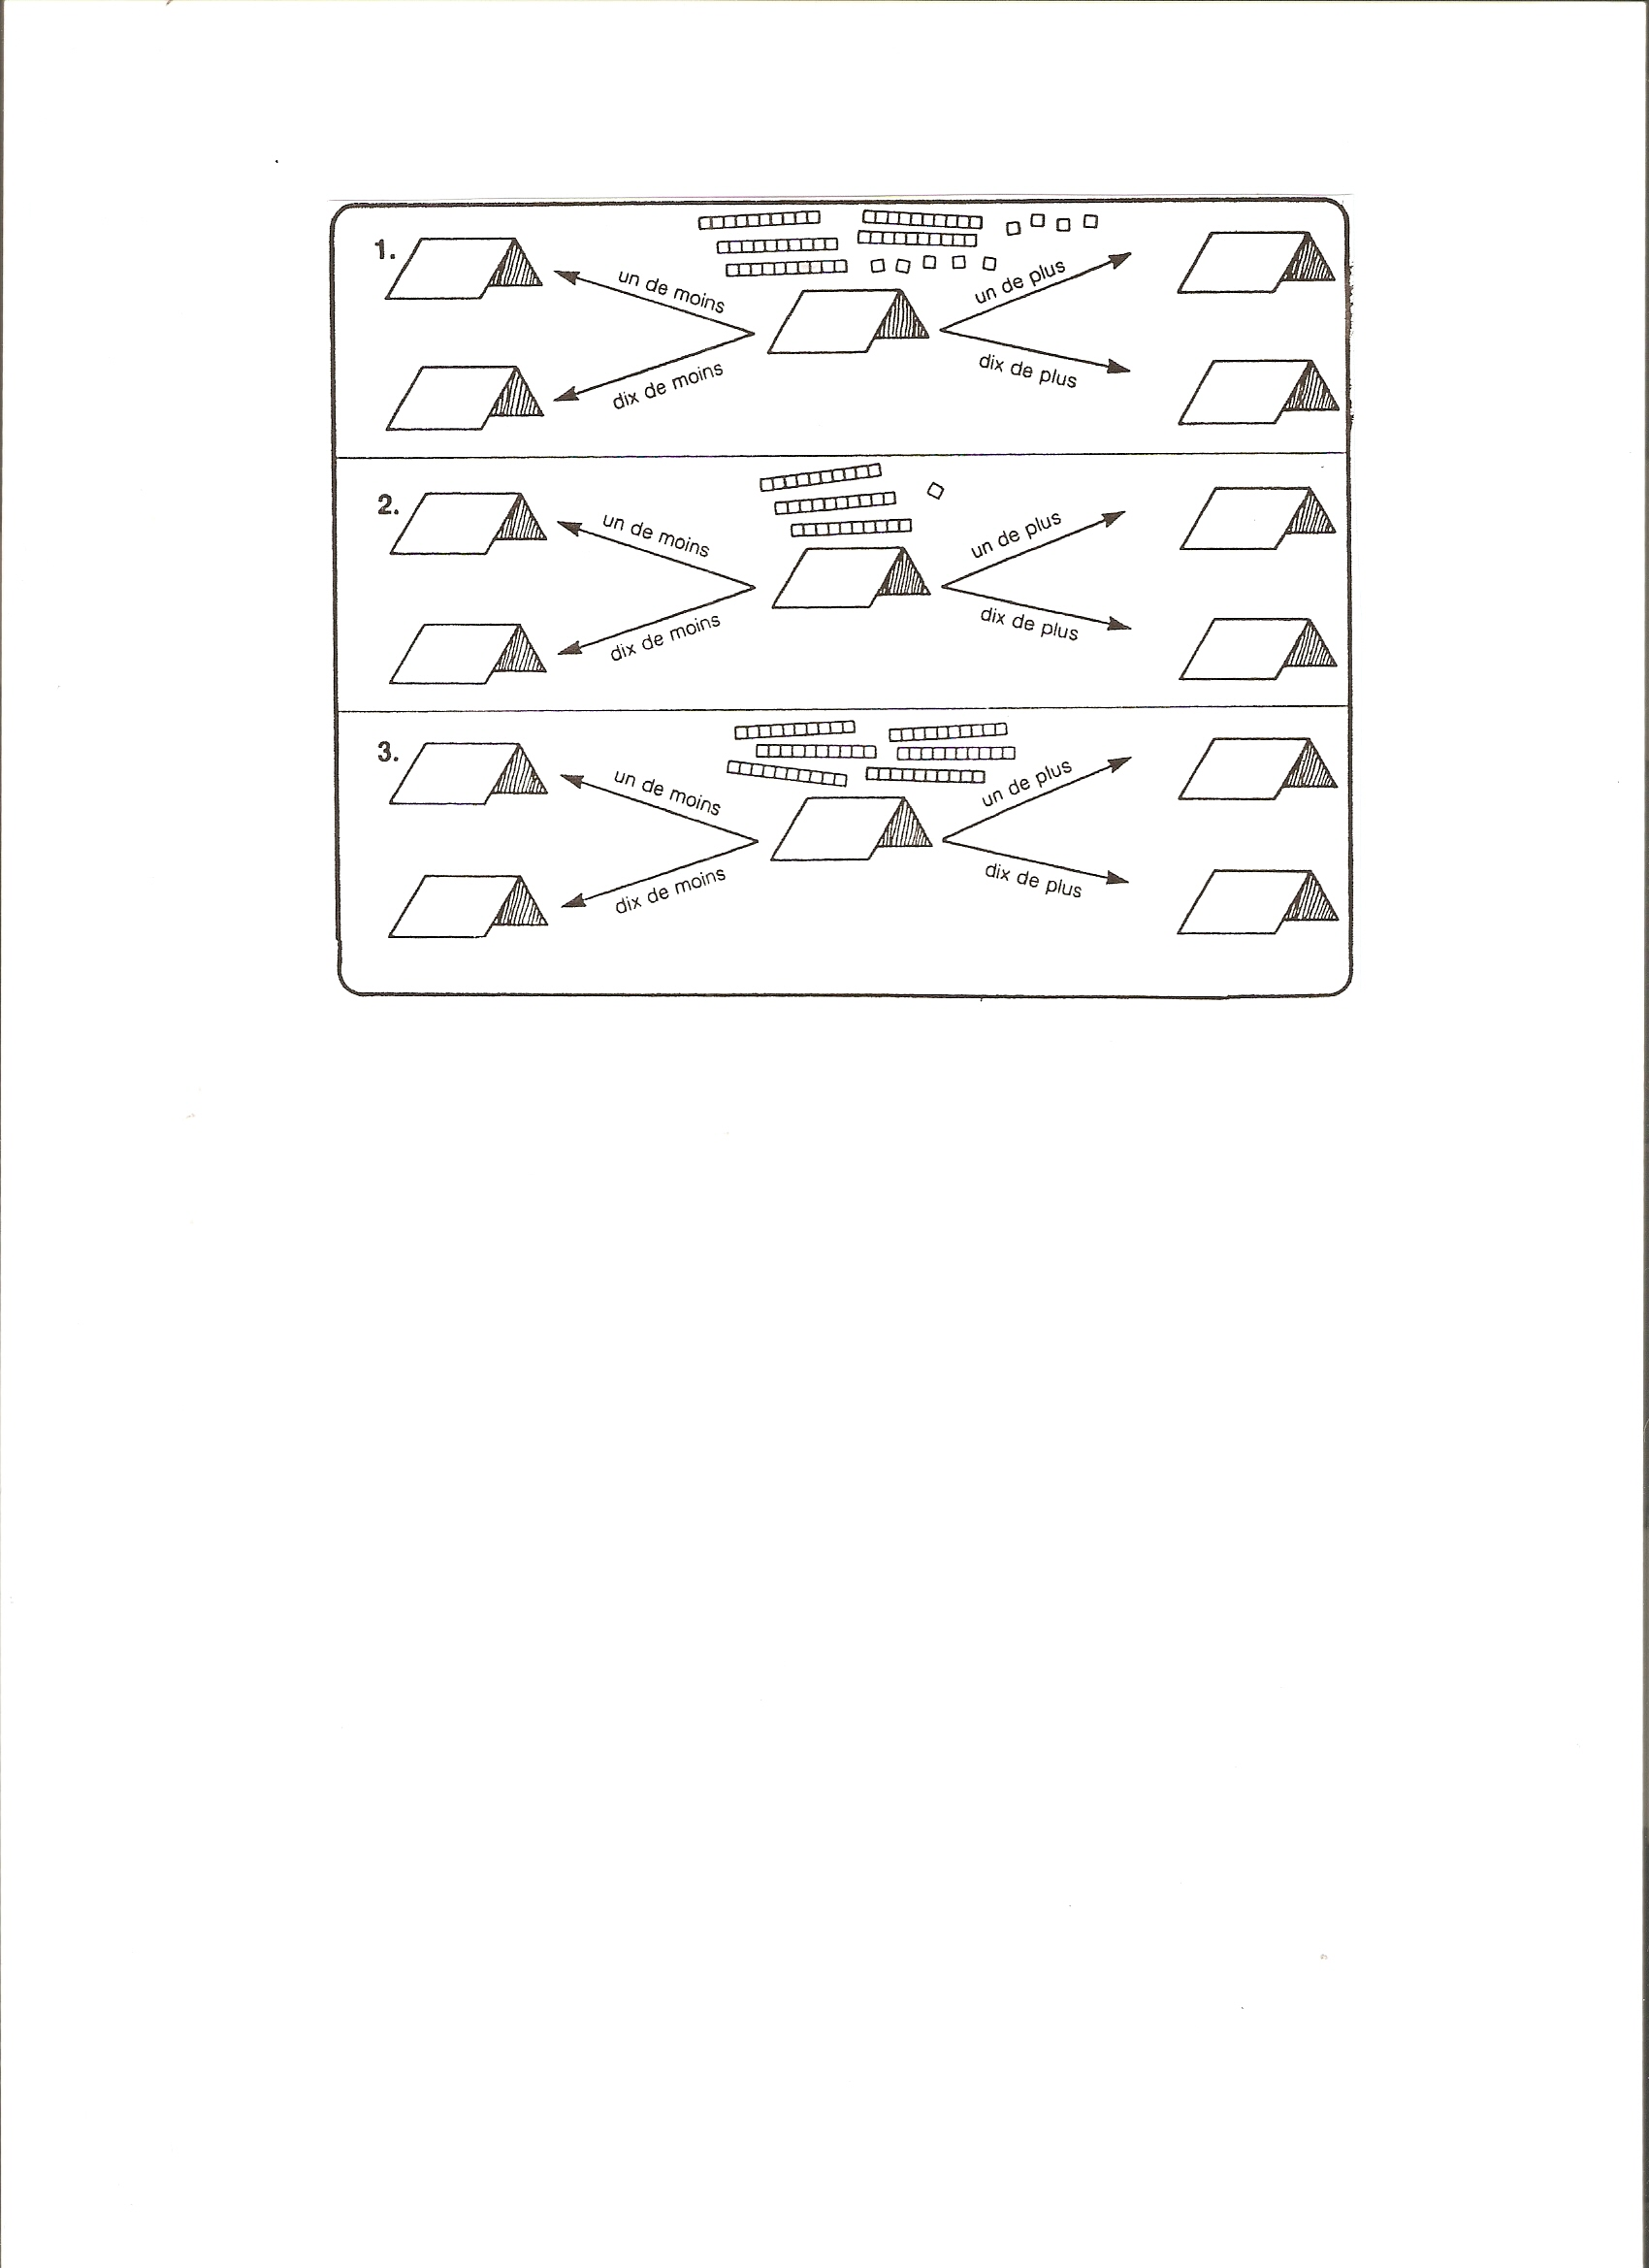 1.
un de moins
un de plus
dix de moins
dix de plus
2.
un de moins
un de plus
dix de moins
dix de plus
3.
un de moins
un de plus
dix de moins
dix de plus